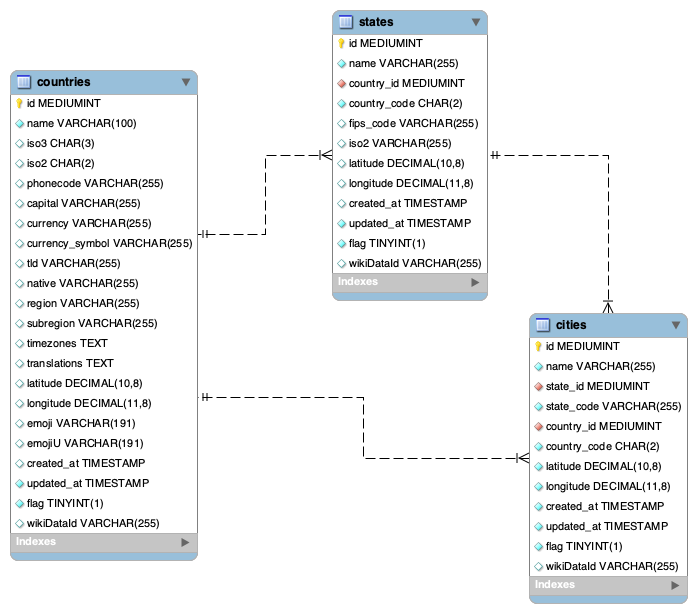 countries
id MEDIUMINT
name VARCHAR(100)
iso3 CHAR(3)
iso2 CHAR(2)
phonecode VARCHAR(255)
capital VARCHAR(255)
currency VARCHAR(255)
currency_symbol VARCHAR(255)
tld VARCHAR(255)
native VARCHAR(255)
region VARCHAR(255)
subregion VARCHAR(255)
timezones TEXT
translations TEXT
latitude DECIMAL(10,8)
longitude DECIMAL(11,8)
emoji VARCHAR(191)
emojiU VARCHAR(191)
created_at TIMESTAMP
updated_at TIMESTAMP
flag TINYINT(1)
wikiDataId VARCHAR(255)
Indexes
states
id MEDIUMINT
name VARCHAR(255)
country_id MEDIUMINT
country_code CHAR(2)
fips_code VARCHAR(255)
iso2 VARCHAR(255)
latitude DECIMAL(10,8)
longitude DECIMAL(11,8)
created_at TIMESTAMP
updated_at TIMESTAMP
flag TINYINT(1)
wikiDataId VARCHAR(255)
Indexes
cities
id MEDIUMINT
name VARCHAR(255)
state_id MEDIUMINT
state_code VARCHAR(255)
country_id MEDIUMINT
country_code CHAR(2)
latitude DECIMAL(10,8)
longitude DECIMAL(11,8)
created_at TIMESTAMP
updated_at TIMESTAMP
flag TINYINT(1)
wikiDataId VARCHAR(255)
Indexes